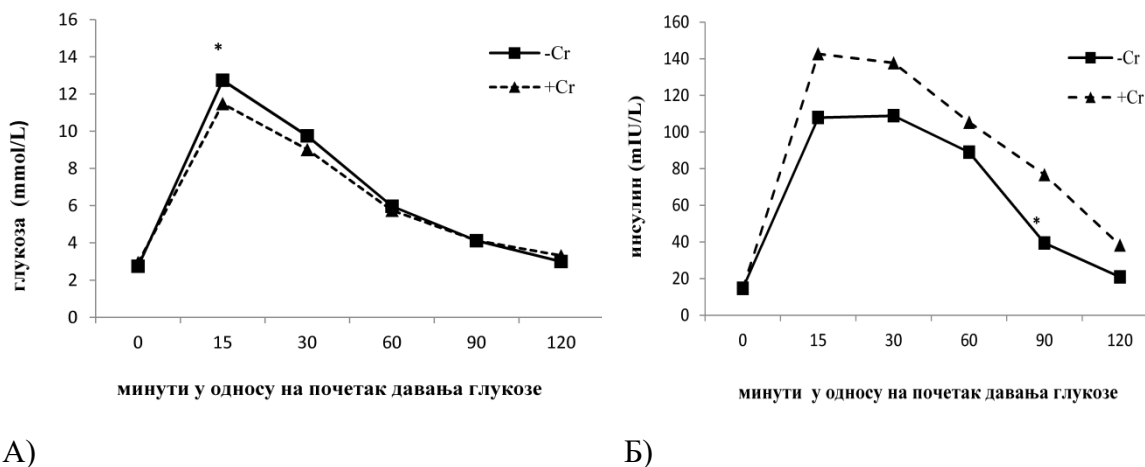 16
14
12
10
8
6
4
2
0
глукоза (mmol/L)
*
-Cr
+Cr
0 15 30 60 90 120
минути у односу на почетак давања глукозе
А)
160
140
120
100
80
60
40
20
0
инсулин (mIU/L)
-Cr
+Cr
*
0 15 30 60 90 120
минути у односу на почетак давања глукозе
Б)